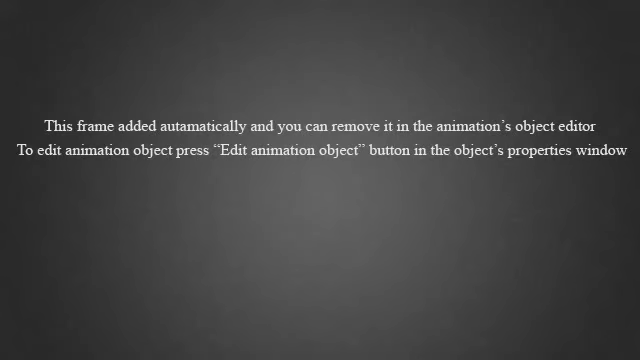 This frame added autamatically and you can remove it in the animation’s object editor
To edit animation object press “Edit animation object” button in the object’s properties window